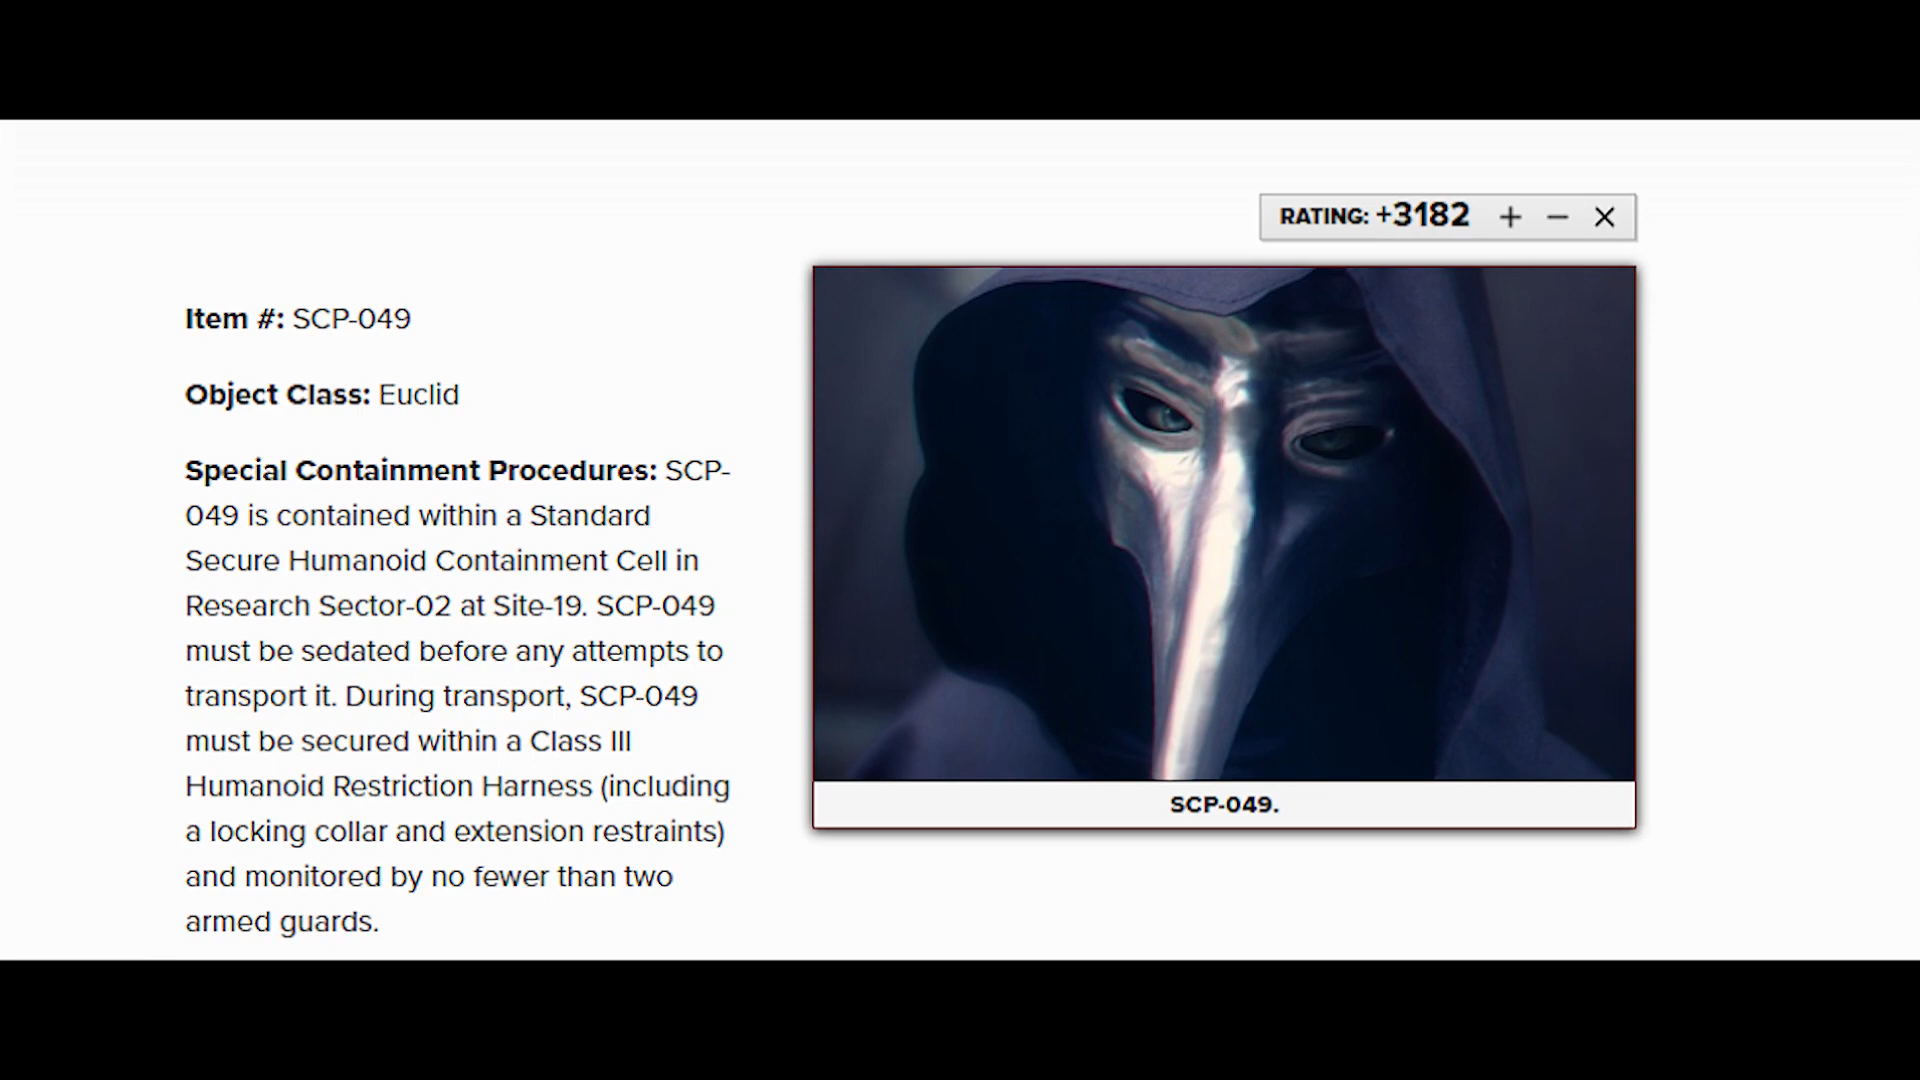 RATING: +3182 + − ×
Item #: SCP-049
Object Class: Euclid
Special Containment Procedures: SCP-
049 is contained within a Standard
Secure Humanoid Containment Cell in
Research Sector-02 at Site-19. SCP-049
must be sedated before any attempts to
transport it. During transport, SCP-049
must be secured within a Class III
Humanoid Restriction Harness (including
a locking collar and extension restraints)
and monitored by no fewer than two
armed guards.
SCP-049.